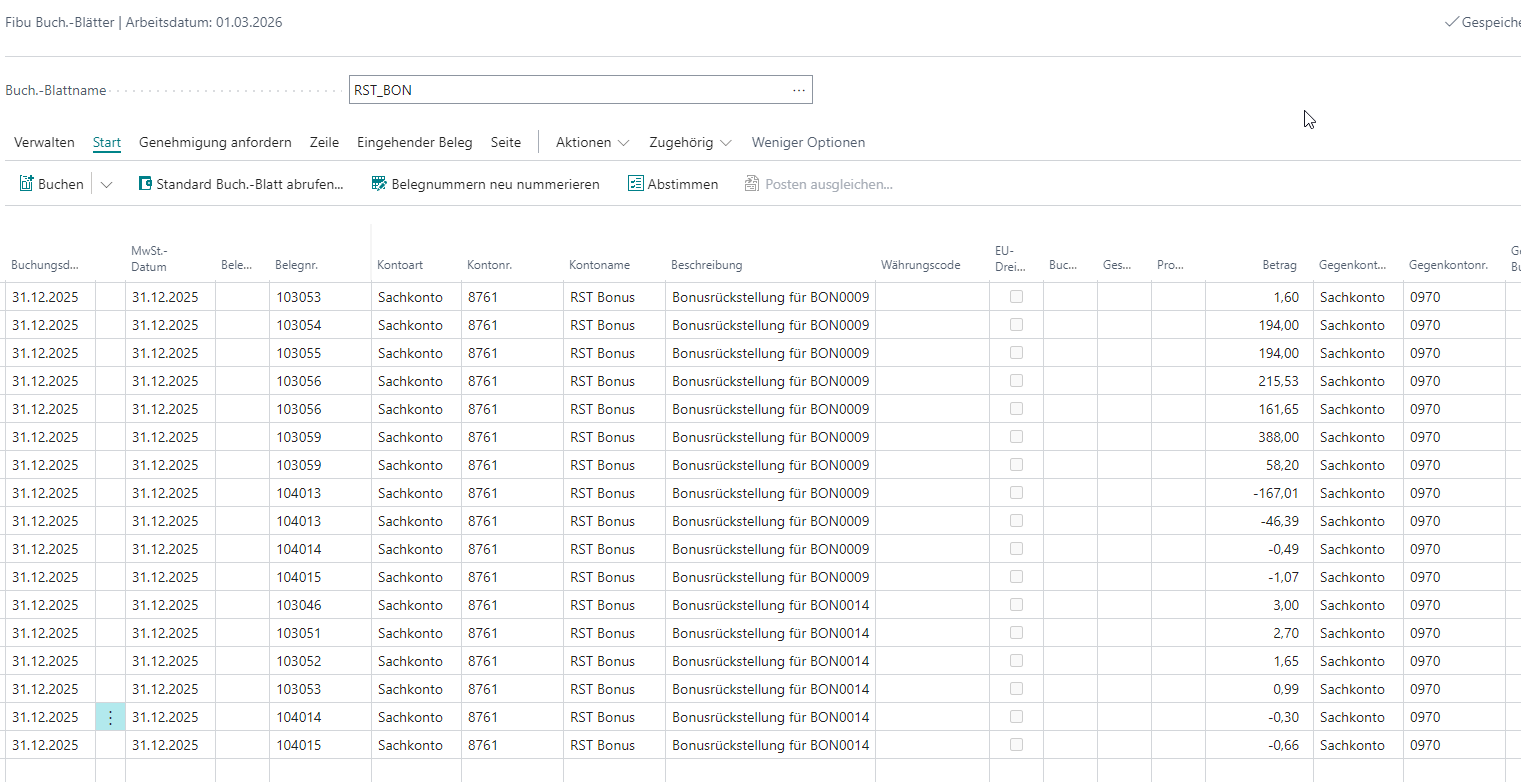 Fibu Buch.-Blätter | Arbeitsdatum: 01.03.2026
Gespeiche
Buch.-Blattname
RST_BON
Verwalten Start Genehmigung anfordern Zeile Eingehender Beleg Seite Aktionen Zugehörig Weniger Optionen
Buchen Standard Buch.-Blatt abrufen... Belegnummern neu nummerieren Abstimmen Posten ausgleichen...
Buchungsd... MwSt.-Datum Bele... Belegnr. Kontoart Kontonr. Kontoname Beschreibung Währungscode EU-Drei... Buc... Ges... Pro... Betrag Gegenkont... Gegenkontonr. Ge Bu
31.12.2025 31.12.2025 103053 Sachkonto 8761 RST Bonus Bonusrückstellung für BON0009 1,60 Sachkonto 0970
31.12.2025 31.12.2025 103054 Sachkonto 8761 RST Bonus Bonusrückstellung für BON0009 194,00 Sachkonto 0970
31.12.2025 31.12.2025 103055 Sachkonto 8761 RST Bonus Bonusrückstellung für BON0009 194,00 Sachkonto 0970
31.12.2025 31.12.2025 103056 Sachkonto 8761 RST Bonus Bonusrückstellung für BON0009 215,53 Sachkonto 0970
31.12.2025 31.12.2025 103056 Sachkonto 8761 RST Bonus Bonusrückstellung für BON0009 161,65 Sachkonto 0970
31.12.2025 31.12.2025 103059 Sachkonto 8761 RST Bonus Bonusrückstellung für BON0009 388,00 Sachkonto 0970
31.12.2025 31.12.2025 103059 Sachkonto 8761 RST Bonus Bonusrückstellung für BON0009 58,20 Sachkonto 0970
31.12.2025 31.12.2025 104013 Sachkonto 8761 RST Bonus Bonusrückstellung für BON0009 -167,01 Sachkonto 0970
31.12.2025 31.12.2025 104013 Sachkonto 8761 RST Bonus Bonusrückstellung für BON0009 -46,39 Sachkonto 0970
31.12.2025 31.12.2025 104014 Sachkonto 8761 RST Bonus Bonusrückstellung für BON0009 -0,49 Sachkonto 0970
31.12.2025 31.12.2025 104015 Sachkonto 8761 RST Bonus Bonusrückstellung für BON0009 -1,07 Sachkonto 0970
31.12.2025 31.12.2025 103046 Sachkonto 8761 RST Bonus Bonusrückstellung für BON0014 3,00 Sachkonto 0970
31.12.2025 31.12.2025 103051 Sachkonto 8761 RST Bonus Bonusrückstellung für BON0014 2,70 Sachkonto 0970
31.12.2025 31.12.2025 103052 Sachkonto 8761 RST Bonus Bonusrückstellung für BON0014 1,65 Sachkonto 0970
31.12.2025 31.12.2025 103053 Sachkonto 8761 RST Bonus Bonusrückstellung für BON0014 0,99 Sachkonto 0970
31.12.2025 31.12.2025 104014 Sachkonto 8761 RST Bonus Bonusrückstellung für BON0014 -0,30 Sachkonto 0970
31.12.2025 31.12.2025 104015 Sachkonto 8761 RST Bonus Bonusrückstellung für BON0014 -0,66 Sachkonto 0970